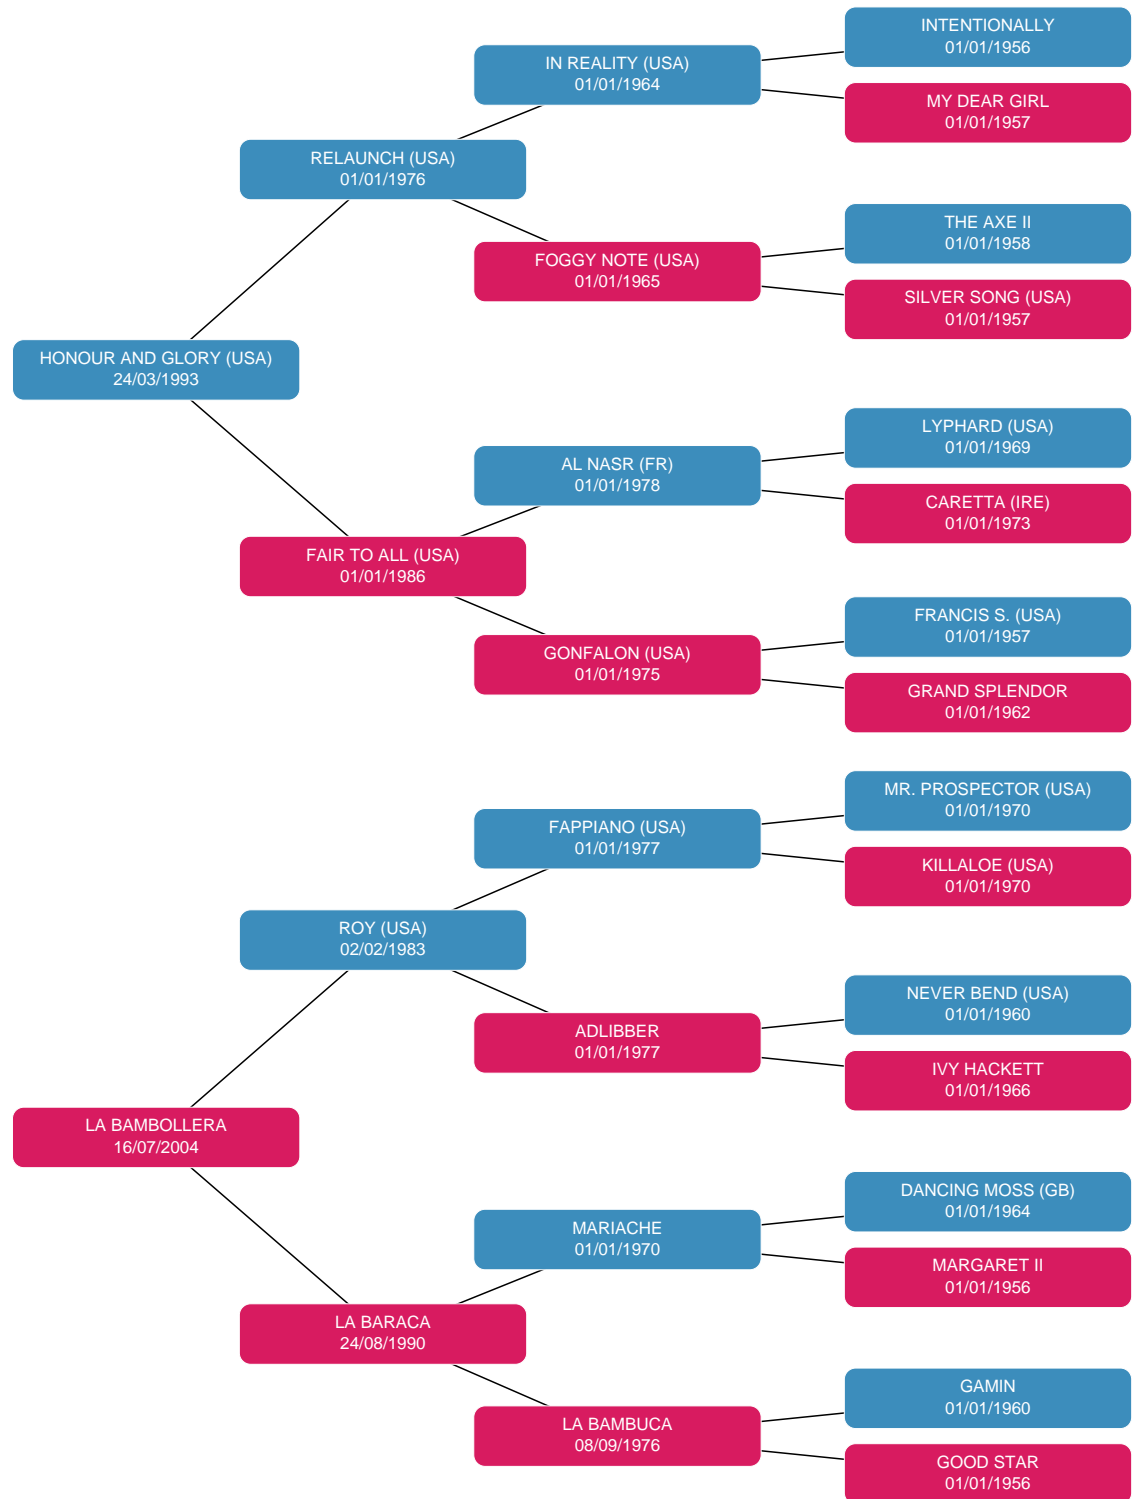 INTENTIONALLY
01/01/1956
IN REALITY (USA)
01/01/1964
MY DEAR GIRL
01/01/1957
RELAUNCH (USA)
01/01/1976
THE AXE II
01/01/1958
FOGGY NOTE (USA)
01/01/1965
SILVER SONG (USA)
01/01/1957
HONOUR AND GLORY (USA)
24/03/1993
LYPHARD (USA)
01/01/1969
AL NASR (FR)
01/01/1978
CARETTA (IRE)
01/01/1973
FAIR TO ALL (USA)
01/01/1986
FRANCIS S. (USA)
01/01/1957
GONFALON (USA)
01/01/1975
GRAND SPLENDOR
01/01/1962
MR. PROSPECTOR (USA)
01/01/1970
FAPPIANO (USA)
01/01/1977
KILLALOE (USA)
01/01/1970
ROY (USA)
02/02/1983
NEVER BEND (USA)
01/01/1960
ADLIBBER
01/01/1977
IVY HACKETT
01/01/1966
LA BAMBOLLERA
16/07/2004
DANCING MOSS (GB)
01/01/1964
MARIACHE
01/01/1970
MARGARET II
01/01/1956
LA BARACA
24/08/1990
GAMIN
01/01/1960
LA BAMBUCA
08/09/1976
GOOD STAR
01/01/1956